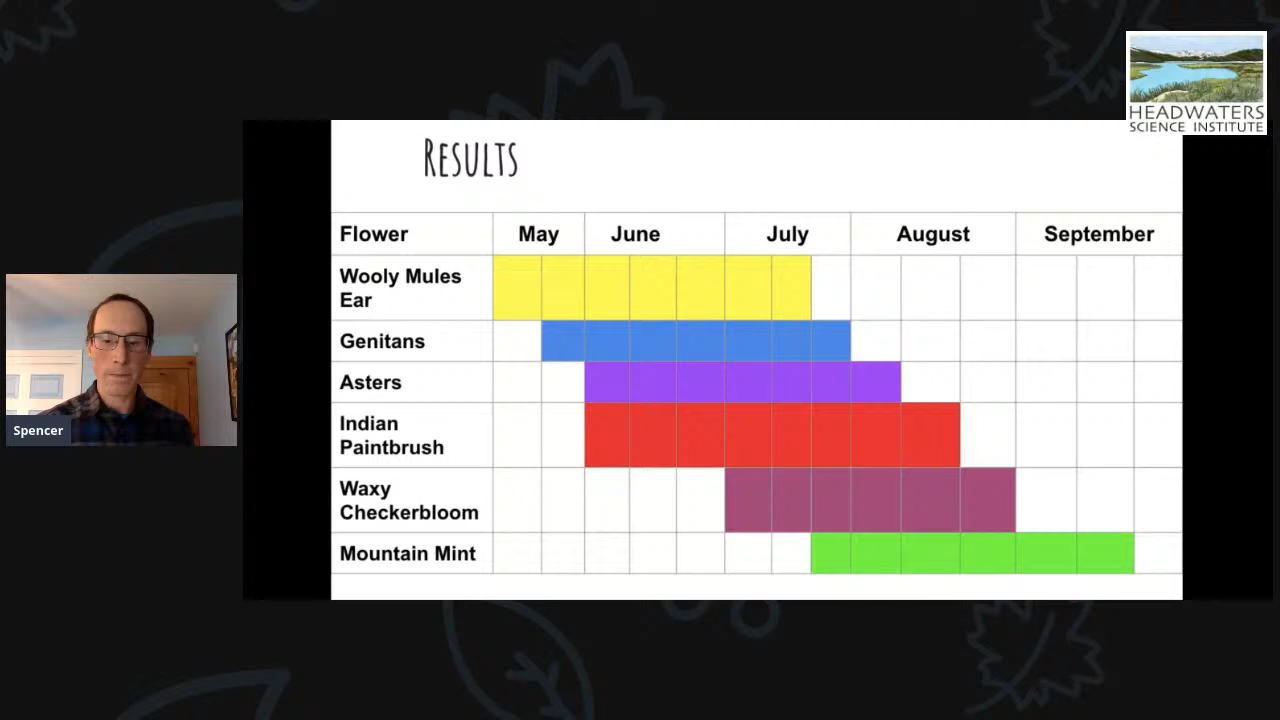 HEADWATERS
SCIENCE INSTITUTE
RESULTS
Flower May June July August September
Wooly Mules
Ear
Genitans
Asters
Indian
Paintbrush
Waxy
Checkerbloom
Mountain Mint
Spencer